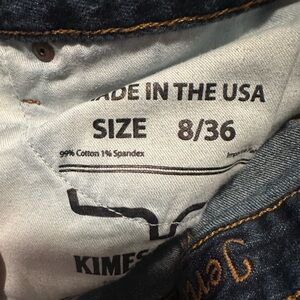 ADE IN THE USA
SIZE 8/36
99% Cotton 1% Spandex
KIMES